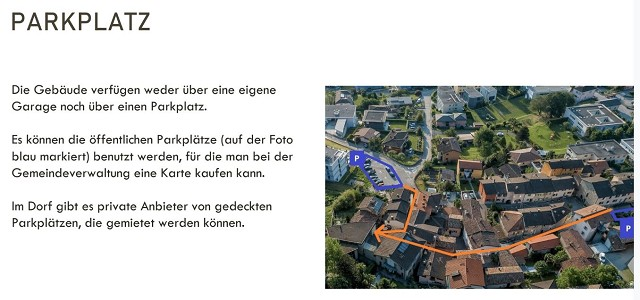 PARKPLATZ
Die Gebäude verfügen weder über eine eigene
Garage noch über einen Parkplatz.
Es können die öffentlichen Parkplätze (auf der Foto
blau markiert) benutzt werden, für die man bei der
Gemeindeverwaltung eine Karte kaufen kann.
Im Dorf gibt es private Anbieter von gedeckten
Parkplätzen, die gemietet werden können.
P
P